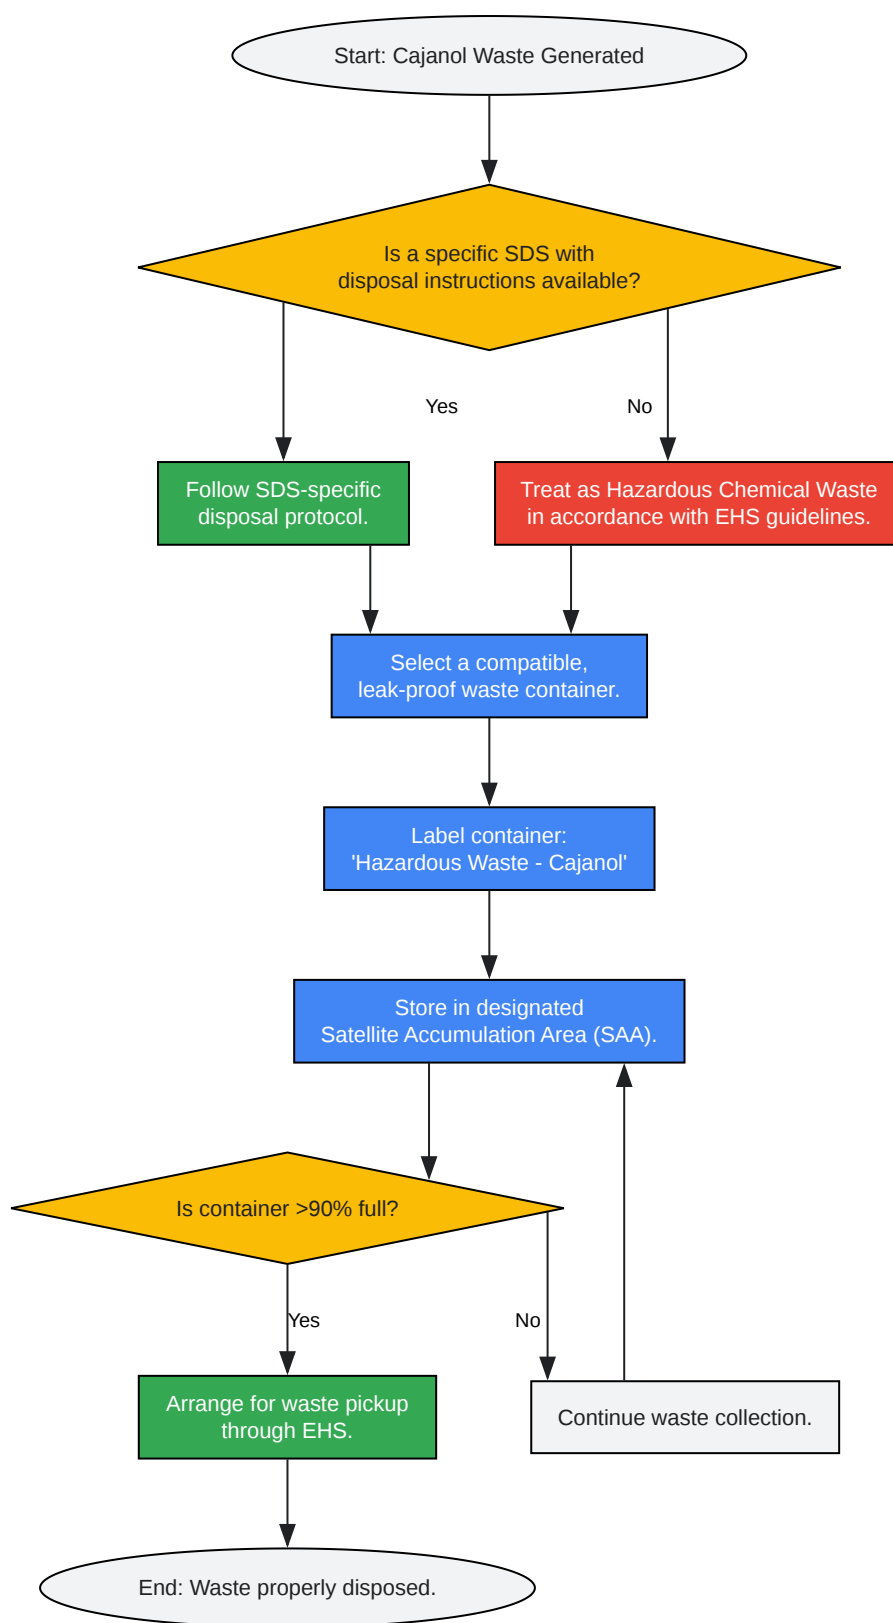 Start: Cajanol Waste Generated
Is a specific SDS with
disposal instructions available?
Yes
No
Follow SDS-specific
disposal protocol.
Treat as Hazardous Chemical Waste
in accordance with EHS guidelines.
Select a compatible,
leak-proof waste container.
Label container:
'Hazardous Waste - Cajanol'
Store in designated
Satellite Accumulation Area (SAA).
Is container >90% full?
Yes
No
Arrange for waste pickup
through EHS.
Continue waste collection.
End: Waste properly disposed.